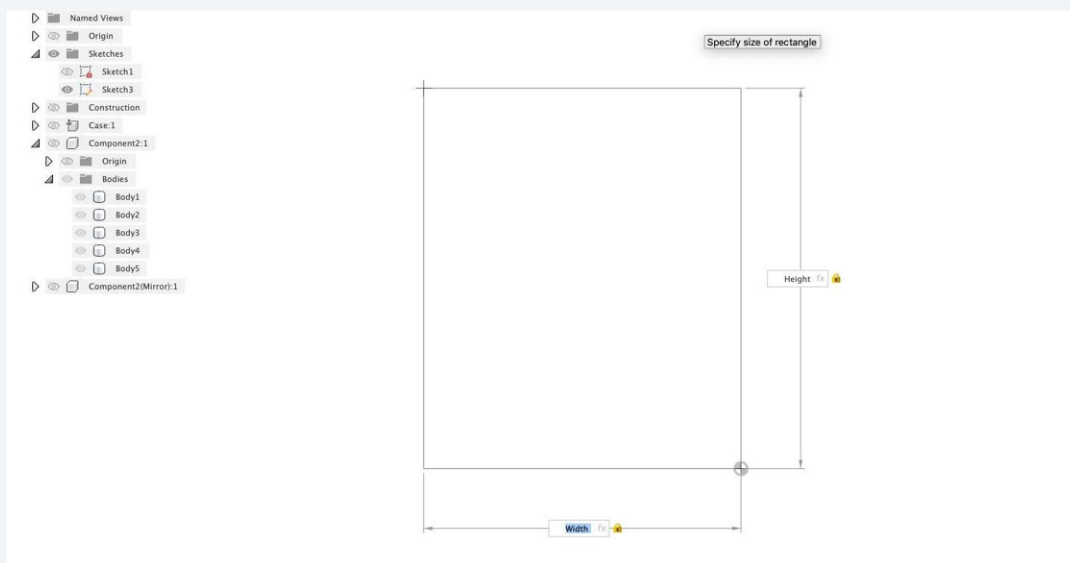 Named Views
Origin
Sketches
Specify size of rectangle
Sketch1
Sketch3
Construction
Case:1
Component2:1
Origin
Bodies
Body1
Body2
Body3
Body4
Body5
Height fx
Component2(Mirror):1
Width fx